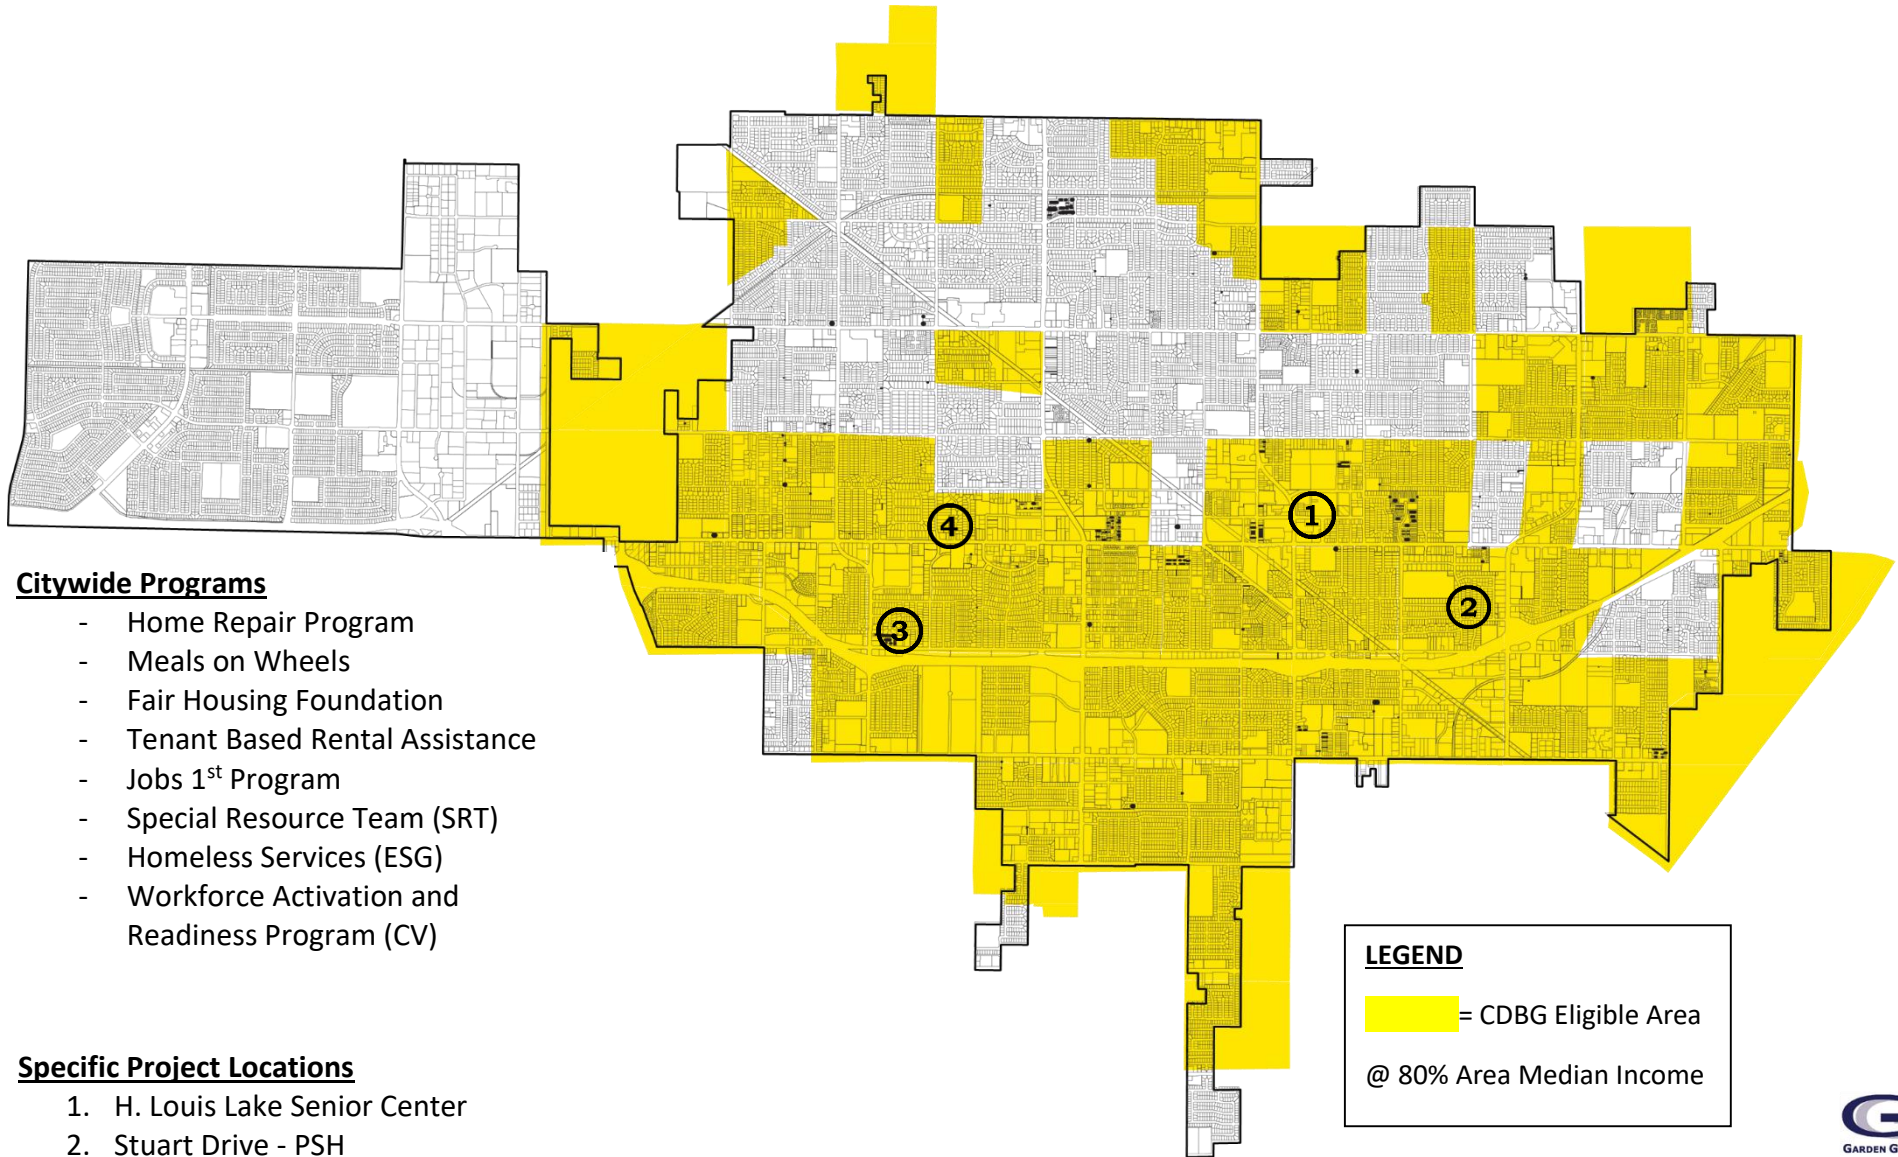 4
1
2
3
Citywide Programs
- Home Repair Program
- Meals on Wheels
- Fair Housing Foundation
- Tenant Based Rental Assistance
- Jobs 1st Program
- Special Resource Team (SRT)
- Homeless Services (ESG)
- Workforce Activation and
Readiness Program (CV)
Specific Project Locations
1. H. Louis Lake Senior Center
2. Stuart Drive - PSH
LEGEND
= CDBG Eligible Area
@ 80% Area Median Income
GARDEN G